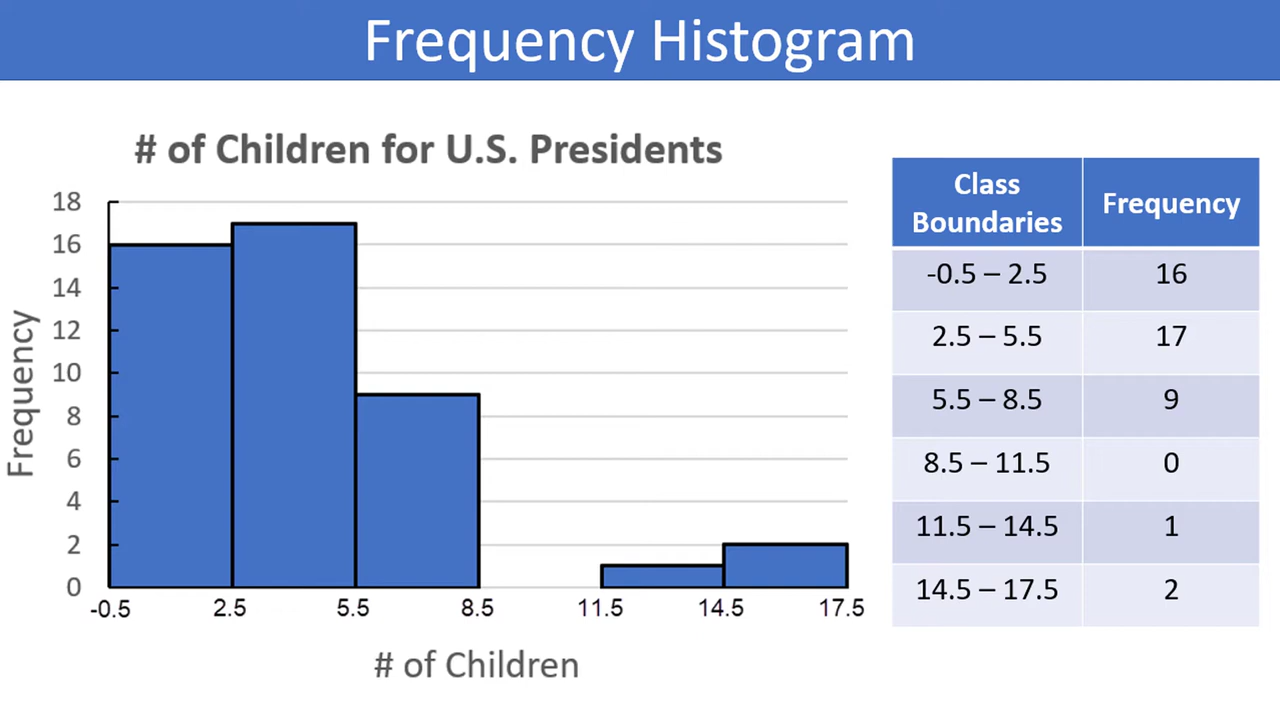 Frequency Histogram
# of Children for U.S. Presidents
18
16
14
12
10
8
6
4
2
0
Frequency
-0.5 2.5 5.5 8.5 11.5 14.5 17.5
# of Children
Class Boundaries Frequency
-0.5 – 2.5 16
2.5 – 5.5 17
5.5 – 8.5 9
8.5 – 11.5 0
11.5 – 14.5 1
14.5 – 17.5 2